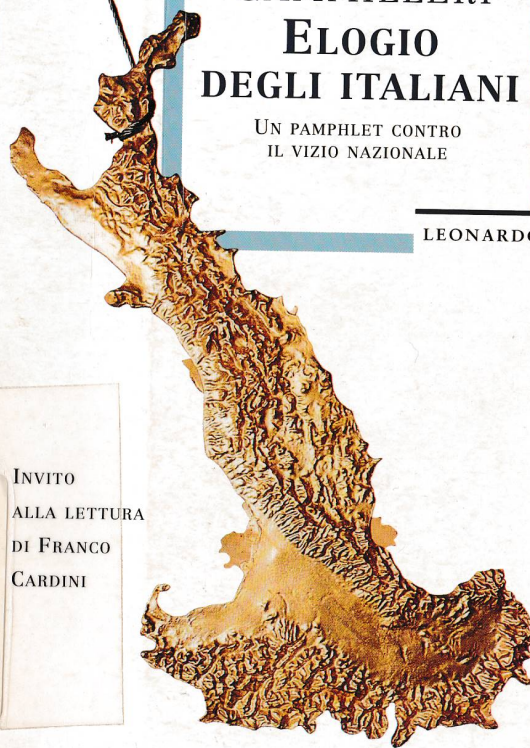 ELOGIO
DEGLI ITALIANI
UN PAMPHLET CONTRO
IL VIZIO NAZIONALE
INVITO
ALLA LETTURA
DI FRANCO
CARDINI